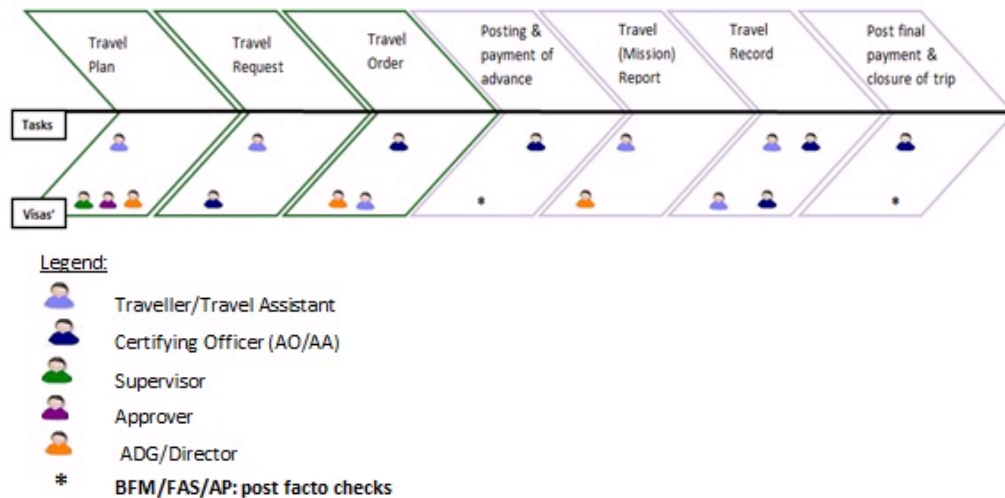 Travel
Plan
Travel
Request
Travel
Order
Posting &
payment of
advance
Travel
(Mission)
Report
Travel
Record
Post final
payment &
closure of trip
Tasks
Visas'
*
*
Legend:
Traveller/Travel Assistant
Certifying Officer (AO/AA)
Supervisor
Approver
ADG/Director
* BFM/FAS/AP: post facto checks